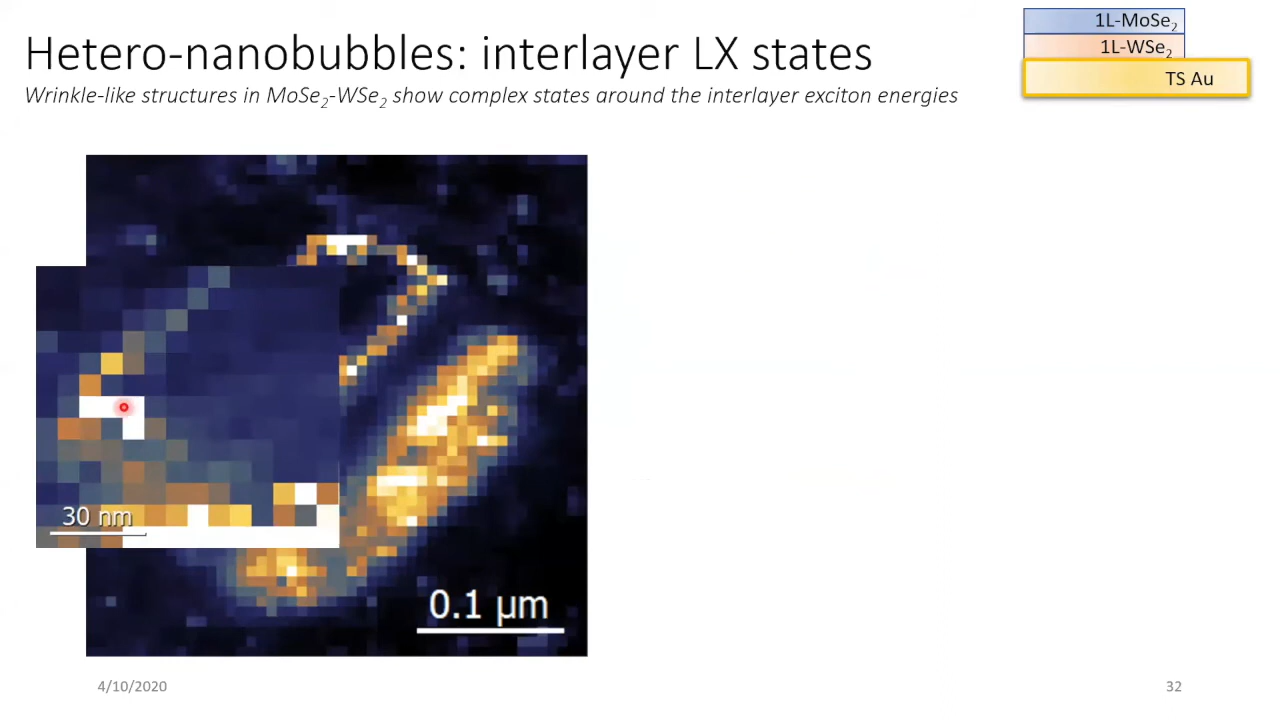 Hetero-nanobubbles: interlayer LX states
Wrinkle-like structures in MoSe₂-WSe₂ show complex states around the interlayer exciton energies
1L-MoSe₂
1L-WSe₂
TS Au
30 nm
0.1 µm
4/10/2020
32